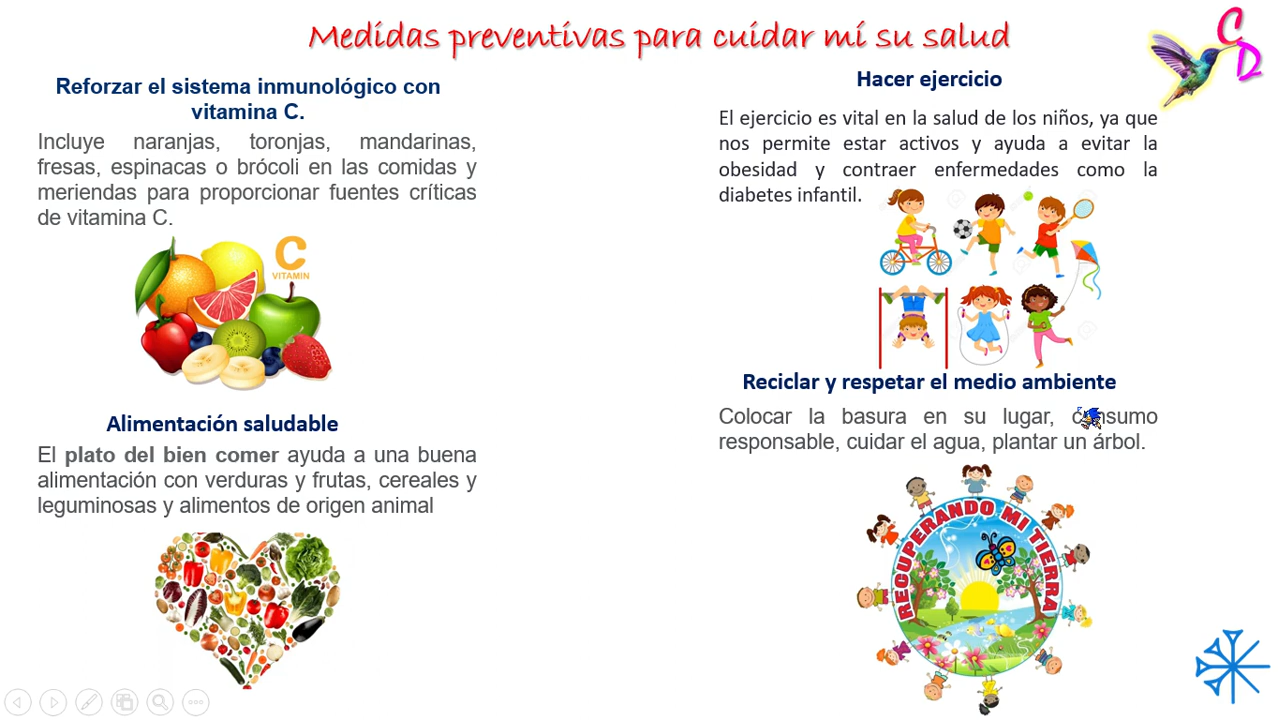 Medidas preventivas para cuidar mi su salud
C
D
Reforzar el sistema inmunológico con
vitamina C.
Incluye naranjas, toronjas, mandarinas,
fresas, espinacas o brócoli en las comidas y
meriendas para proporcionar fuentes críticas
de vitamina C.
C
VITAMIN
Alimentación saludable
El plato del bien comer ayuda a una buena
alimentación con verduras y frutas, cereales y
leguminosas y alimentos de origen animal
Hacer ejercicio
El ejercicio es vital en la salud de los niños, ya que
nos permite estar activos y ayuda a evitar la
obesidad y contraer enfermedades como la
diabetes infantil.
Reciclar y respetar el medio ambiente
Colocar la basura en su lugar, consumo
responsable, cuidar el agua, plantar un árbol.
RECUPERANDO MI TIERRA